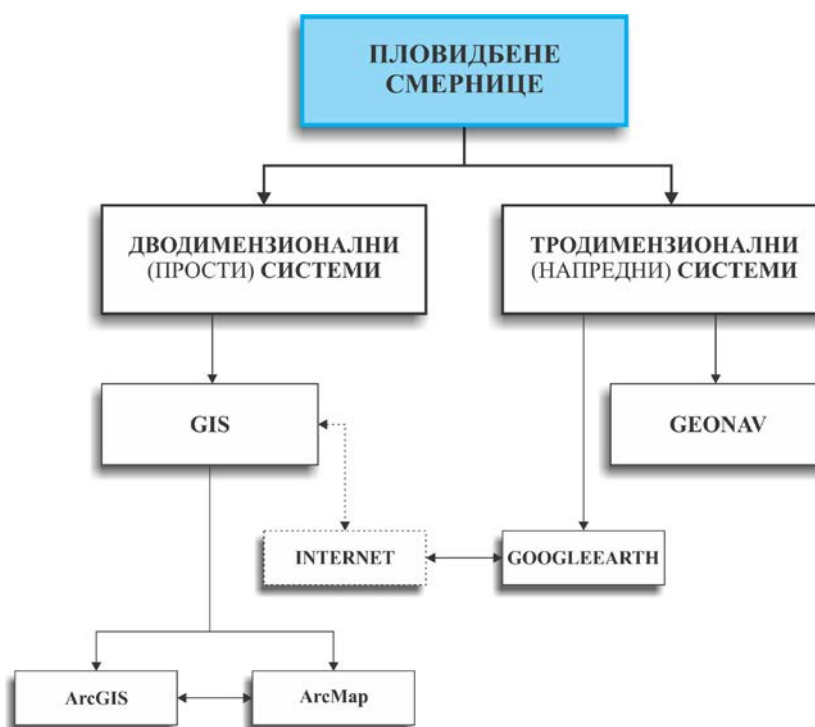 ПЛОВИДБЕНЕ
СМЕРНИЦЕ
ДВОДИМЕНЗИОНАЛНИ
(ПРОСТИ) СИСТЕМИ
ТРОДИМЕНЗИОНАЛНИ
(НАПРЕДНИ) СИСТЕМИ
GIS
GEONAV
INTERNET
GOOGLEEARTH
ArcGIS
ArcMap